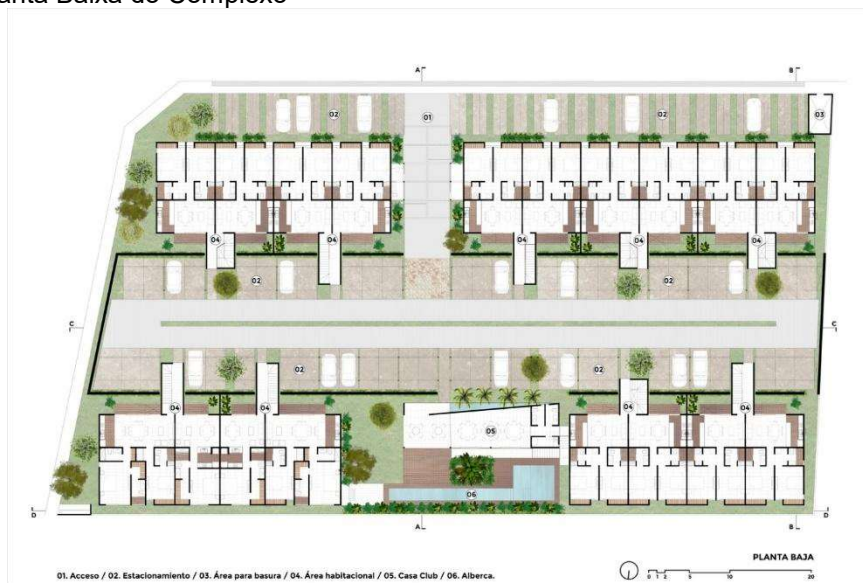 anta Baixa do Complexo
A
B
02
01
02
03
04
04
04
04
04
02
02
C
C
02
02
04
04
04
04
05
06
D
D
A
B
PLANTA BAJA
01. Acceso / 02. Estacionamiento / 03. Área para basura / 04. Área habitacional / 05. Casa Club / 06. Alberca.
0 1 2 5 10 20